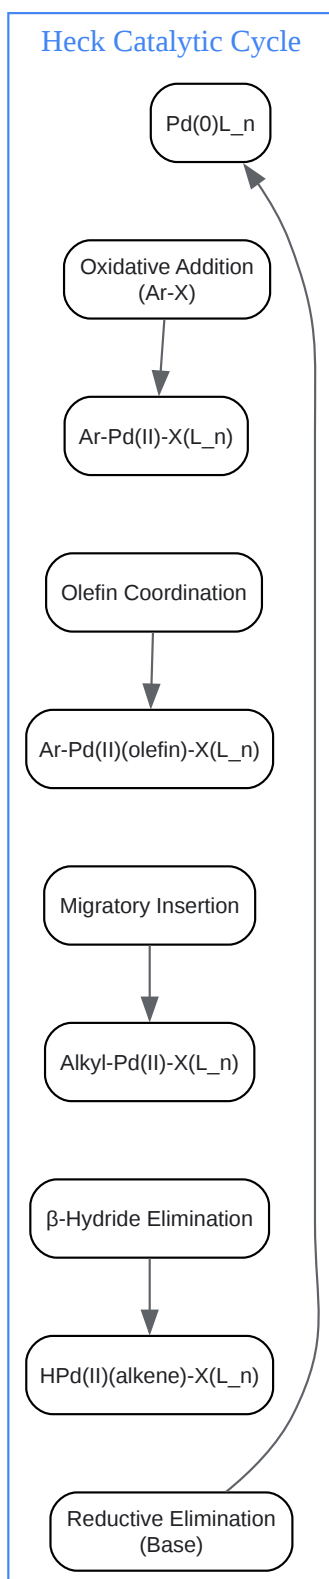 Heck Catalytic Cycle
Pd(0)L_n
Oxidative Addition
(Ar-X)
Ar-Pd(II)-X(L_n)
Olefin Coordination
Ar-Pd(II)(olefin)-X(L_n)
Migratory Insertion
Alkyl-Pd(II)-X(L_n)
β-Hydride Elimination
HPd(II)(alkene)-X(L_n)
Reductive Elimination
(Base)